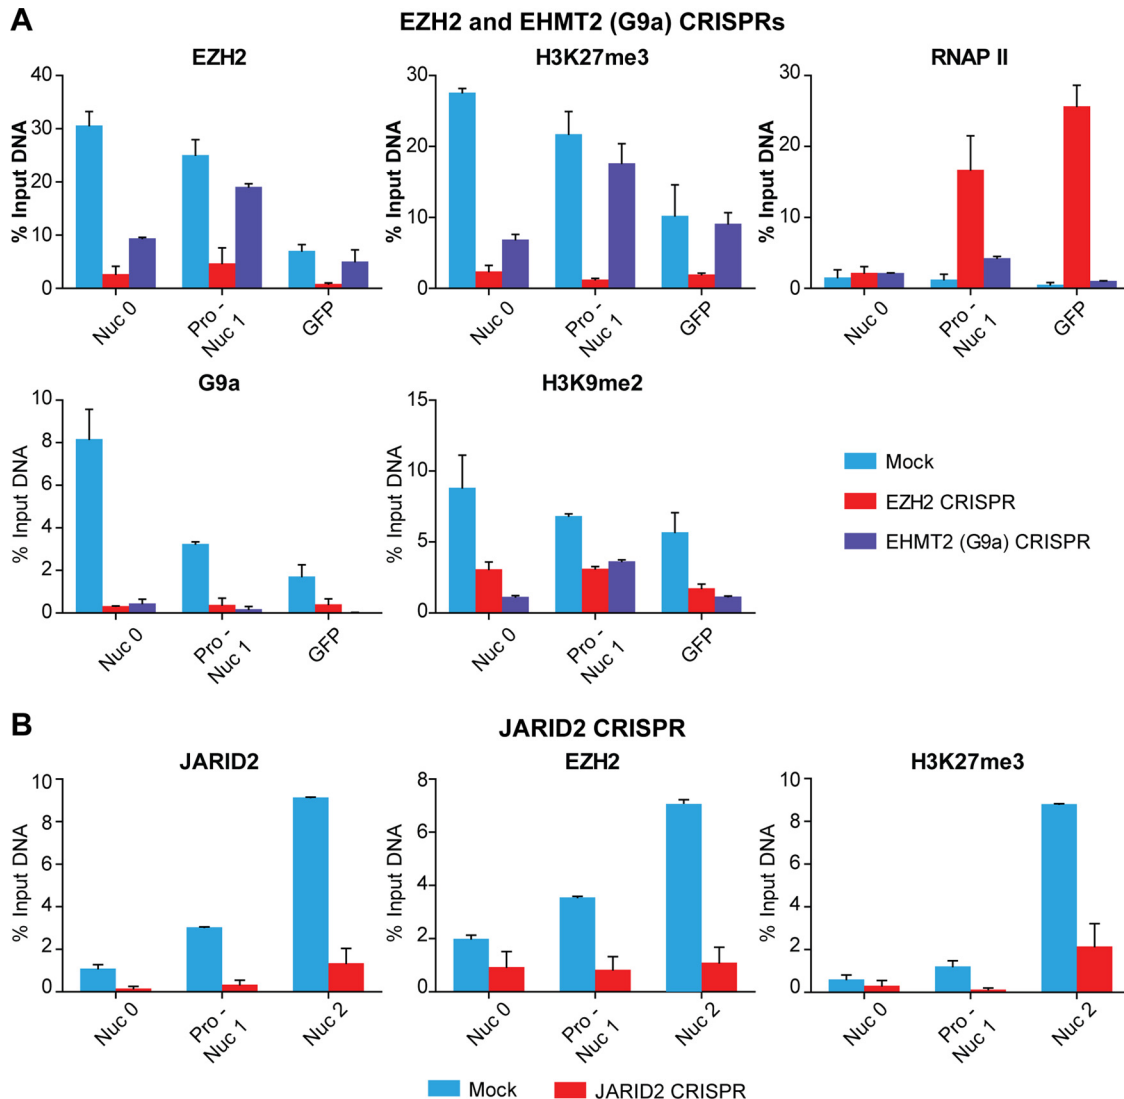 A
EZH2 and EHMT2 (G9a) CRISPRs
EZH2
% Input DNA
40
30
20
10
0
Nuc 0
Pro -
Nuc 1
GFP
H3K27me3
% Input DNA
30
20
10
0
Nuc 0
Pro -
Nuc 1
GFP
RNAP II
% Input DNA
30
20
10
0
Nuc 0
Pro -
Nuc 1
GFP
G9a
% Input DNA
10
8
6
4
2
0
Nuc 0
Pro -
Nuc 1
GFP
H3K9me2
% Input DNA
15
10
5
0
Nuc 0
Pro -
Nuc 1
GFP
Mock
EZH2 CRISPR
EHMT2 (G9a) CRISPR
B
JARID2 CRISPR
JARID2
% Input DNA
10
8
6
4
2
0
Nuc 0
Pro -
Nuc 1
Nuc 2
EZH2
% Input DNA
8
6
4
2
0
Nuc 0
Pro -
Nuc 1
Nuc 2
H3K27me3
% Input DNA
10
8
6
4
2
0
Nuc 0
Pro -
Nuc 1
Nuc 2
Mock
JARID2 CRISPR